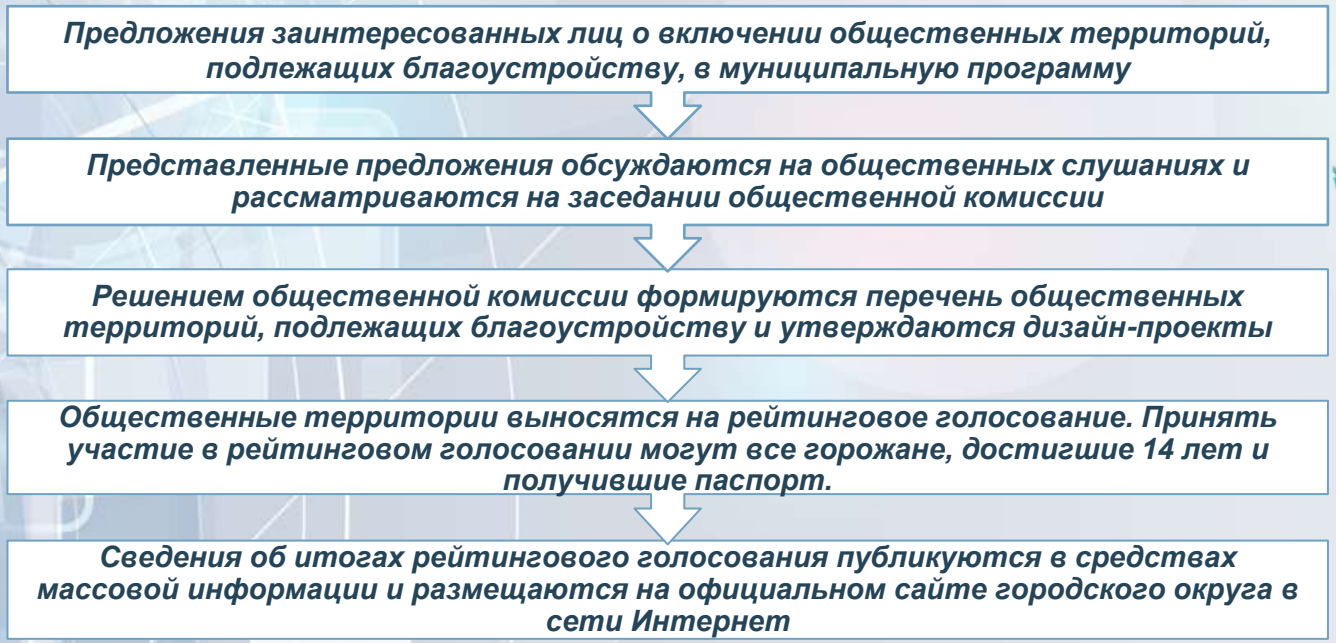 Предложения заинтересованных лиц о включении общественных территорий,
подлежащих благоустройству, в муниципальную программу
Представленные предложения обсуждаются на общественных слушаниях и
рассматриваются на заседании общественной комиссии
Решением общественной комиссии формируются перечень общественных
территорий, подлежащих благоустройству и утверждаются дизайн-проекты
Общественные территории выносятся на рейтинговое голосование. Принять
участие в рейтинговом голосовании могут все горожане, достигшие 14 лет и
получившие паспорт.
Сведения об итогах рейтингового голосования публикуются в средствах
массовой информации и размещаются на официальном сайте городского округа в
сети Интернет